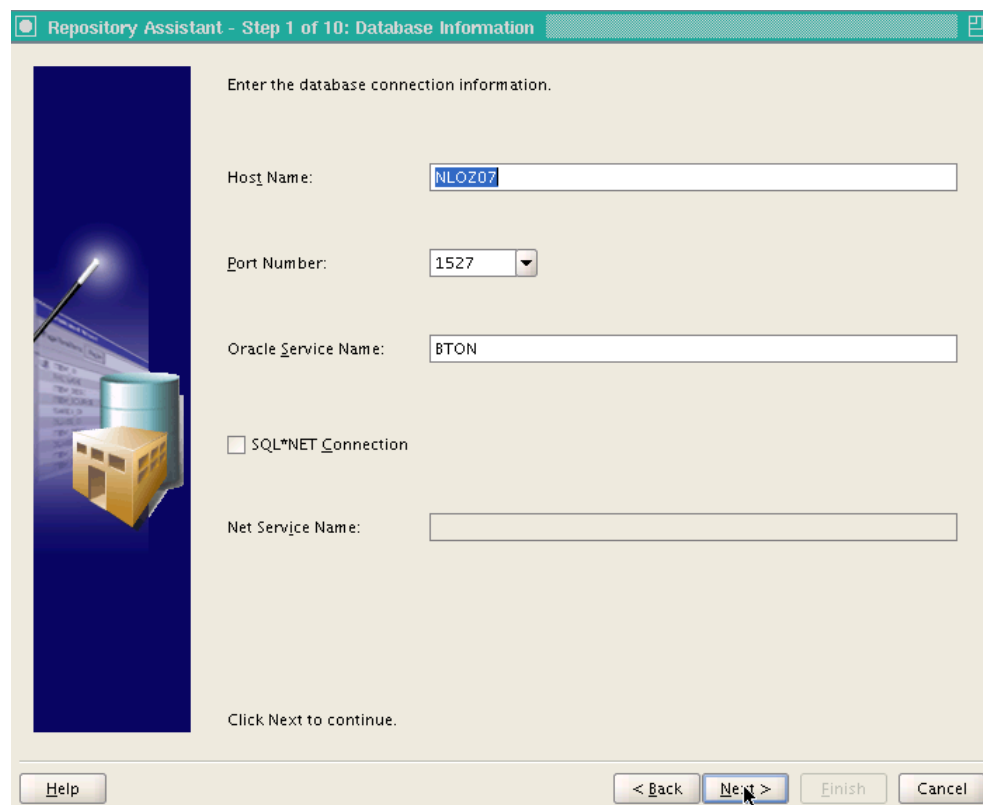 Repository Assistant - Step 1 of 10: Database Information
Enter the database connection information.
Host Name:
NLOZ07
Port Number:
1527
Oracle Service Name:
BTON
SQL*NET Connection
Net Service Name:
Click Next to continue.
Help
< Back
Next >
Finish
Cancel